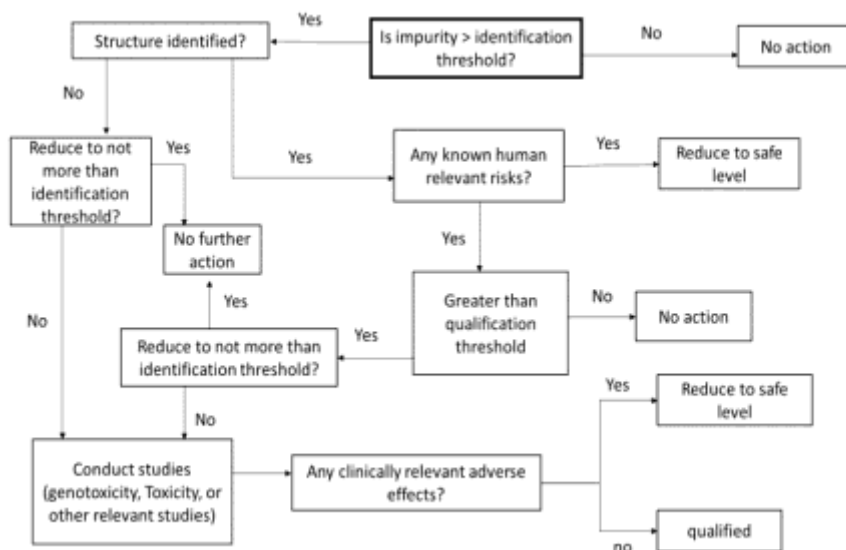 Yes
Structure identified?
Is impurity > identification
threshold?
No
No action
No
Reduce to not
more than
identification
threshold?
Yes
Yes
Any known human
relevant risks?
Yes
Reduce to safe
level
No further
action
Yes
Greater than
qualification
threshold
No
No action
No
Yes
Yes
Reduce to not more than
identification threshold?
No
Yes
Reduce to safe
level
Conduct studies
(genotoxicity, Toxicity, or
other relevant studies)
Any clinically relevant adverse
effects?
qualified
no